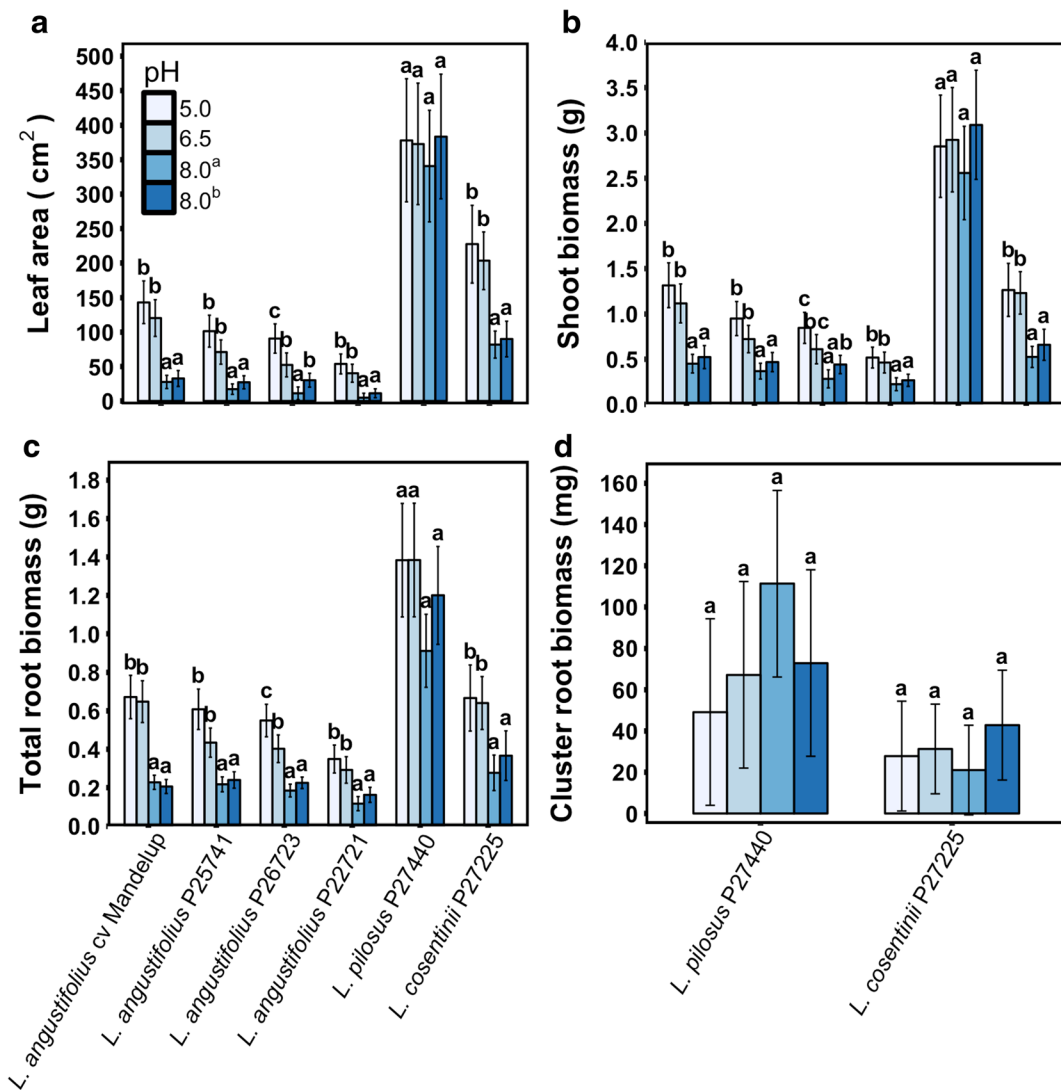 a
Leaf area ( cm²)
500
450
400
350
300
250
200
150
100
50
0
pH
5.0
6.5
8.0ᵃ
8.0ᵇ
b b a a
b b a a
c b a b
b b a a
a a a a
b b a a
b
Shoot biomass (g)
4.0
3.5
3.0
2.5
2.0
1.5
1.0
0.5
0.0
b b a a
b b a a
c bc a ab
b b a a
a a a a
b b a a
c
Total root biomass (g)
1.8
1.6
1.4
1.2
1.0
0.8
0.6
0.4
0.2
0.0
b b a a
b b a a
c b a a
b b a a
a a a a
b b a a
L. angustifolius cv Mandelup
L. angustifolius P25741
L. angustifolius P26723
L. angustifolius P22721
L. pilosus P27440
L. cosentinii P27225
d
Cluster root biomass (mg)
160
140
120
100
80
60
40
20
0
a a a a
a a a a
L. pilosus P27440
L. cosentinii P27225